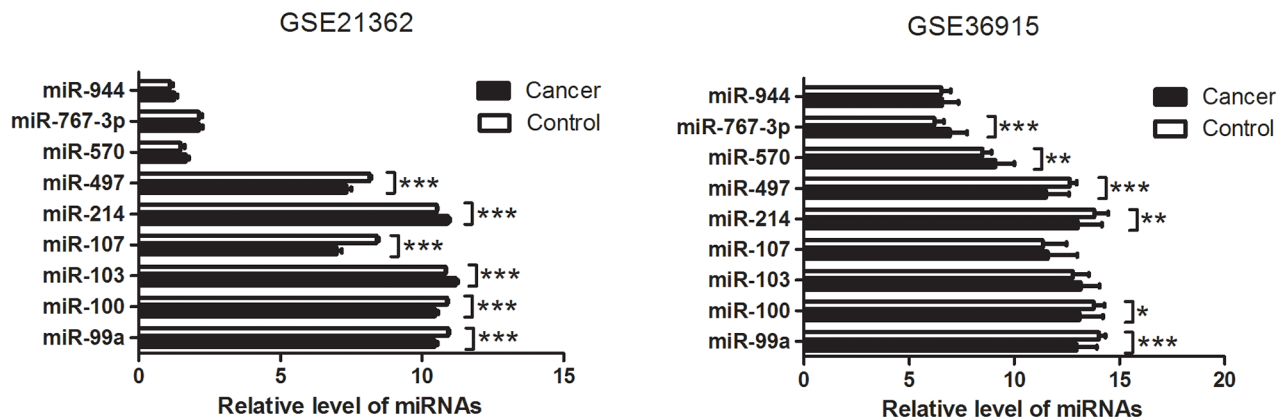 GSE21362
Cancer
Control
miR-944
miR-767-3p
miR-570
miR-497
***
miR-214
***
miR-107
***
miR-103
***
miR-100
***
miR-99a
***
0 5 10 15
Relative level of miRNAs
GSE36915
Cancer
Control
miR-944
miR-767-3p
***
miR-570
**
miR-497
***
miR-214
**
miR-107
miR-103
miR-100
*
miR-99a
***
0 5 10 15 20
Relative level of miRNAs